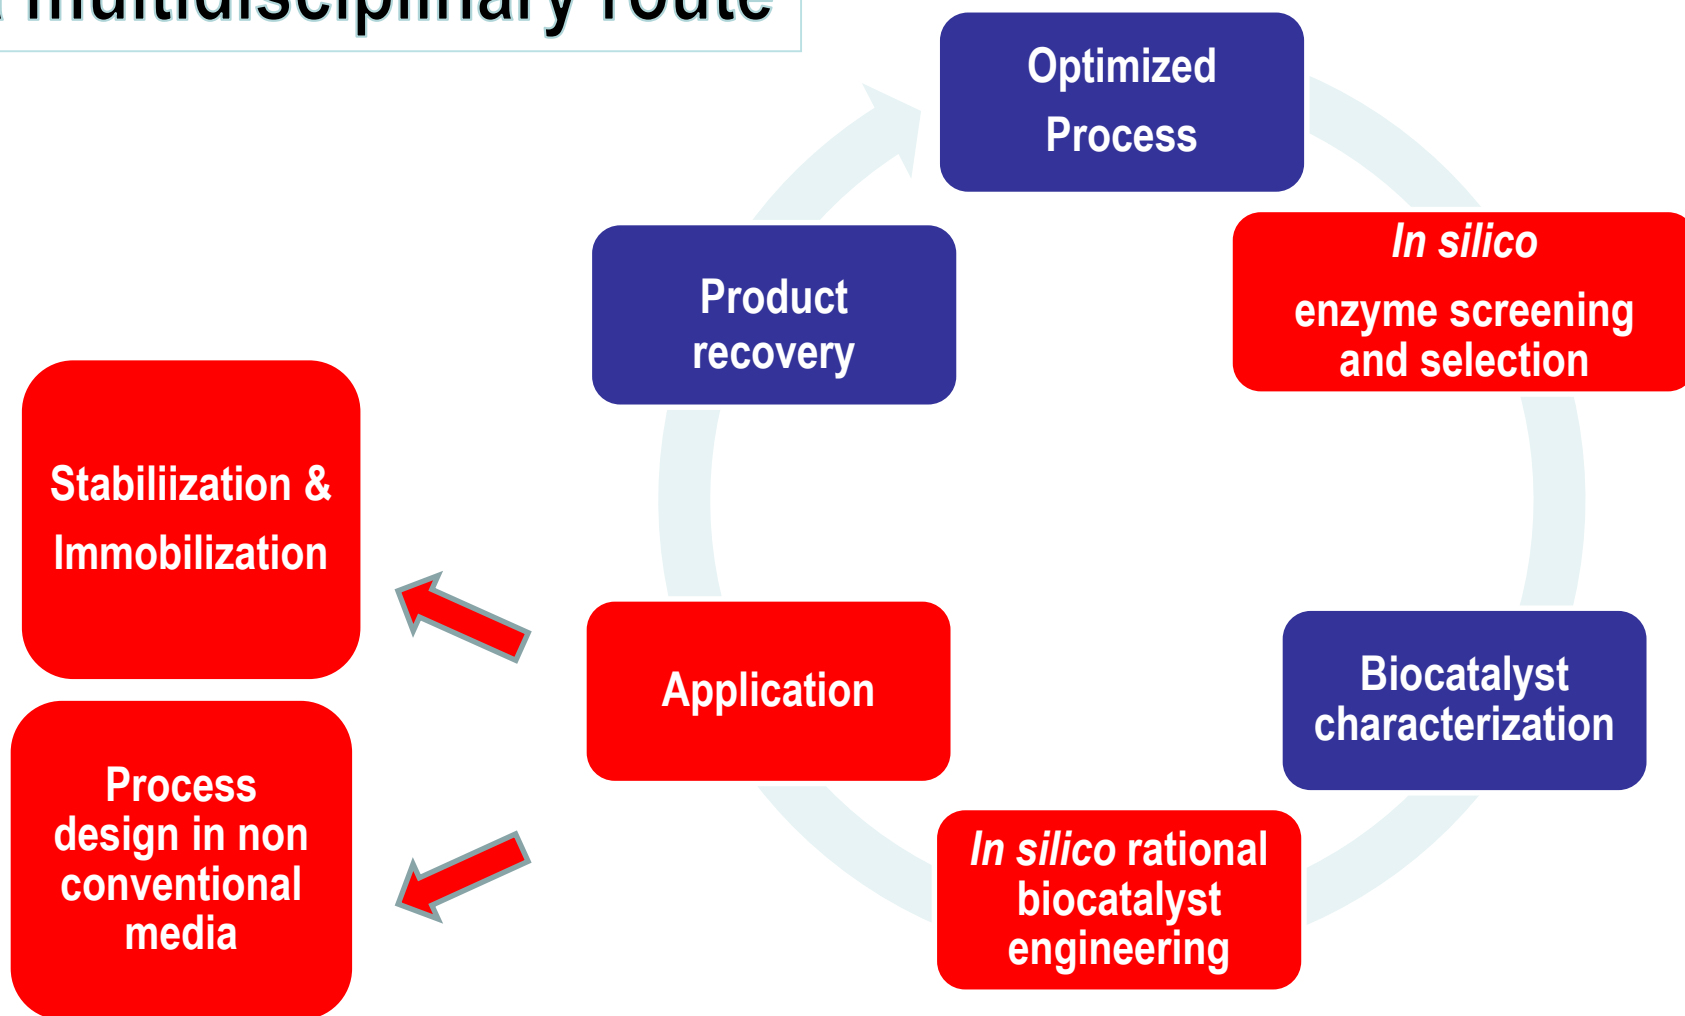 multidisciplinary route
Optimized
Process
In silico
enzyme screening
and selection
Product
recovery
Stabiliization &
Immobilization
Biocatalyst
characterization
Application
Process
design in non
conventional
media
In silico rational
biocatalyst
engineering